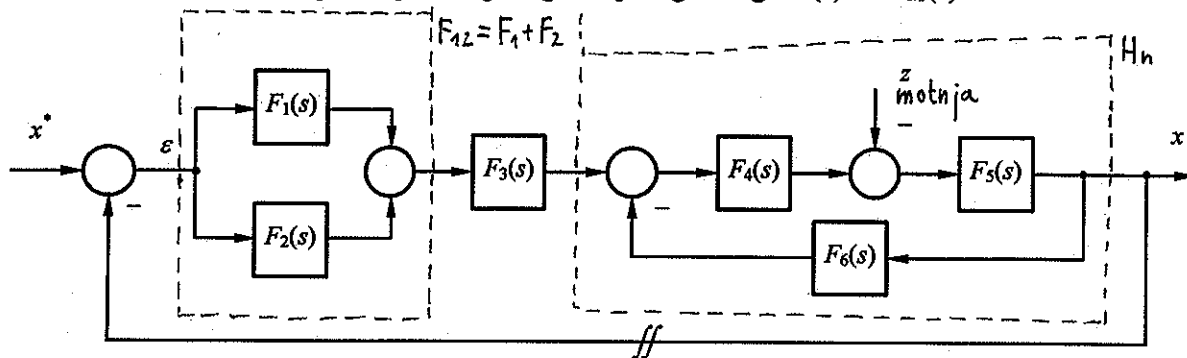 F₁₂ = F₁ + F₂
Hₙ
x*
ε
F₁(s)
F₂(s)
F₃(s)
F₄(s)
z
motnja
F₅(s)
F₆(s)
x
−
−
−